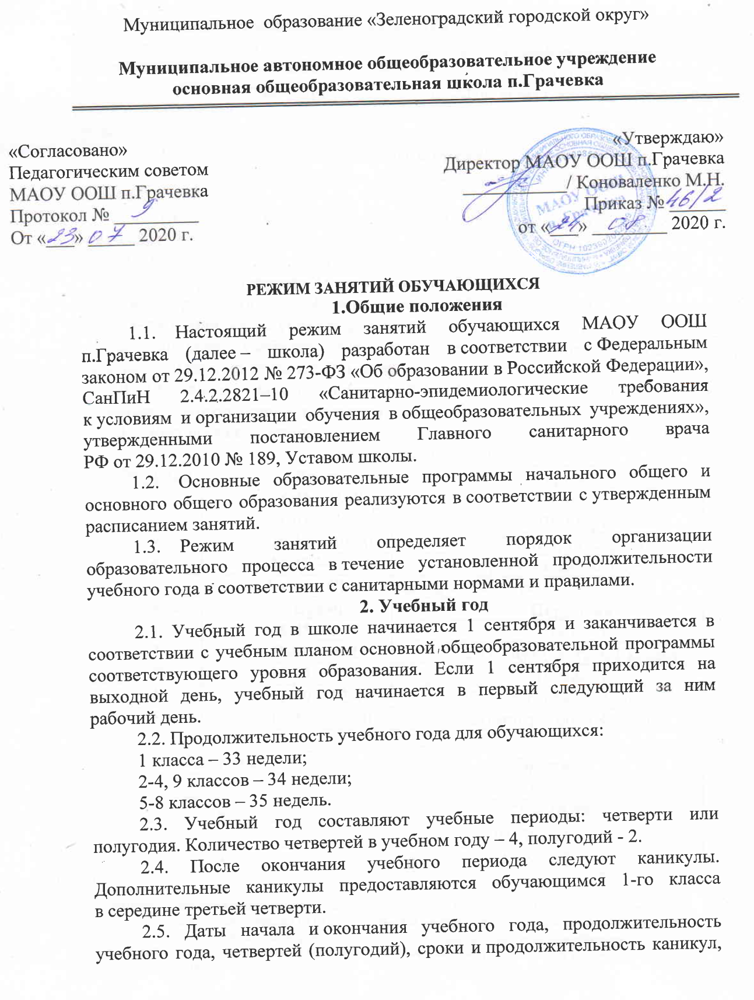 Муниципальное образование «Зеленоградский городской округ»
Муниципальное автономное общеобразовательное учреждение
основная общеобразовательная школа п.Грачевка
«Согласовано»
Педагогическим советом
МАОУ ООШ п.Грачевка
Протокол № 9
От «23» 07 2020 г.
«Утверждаю»
Директор МАОУ ООШ п.Грачевка
/ Коноваленко М.Н.
Приказ № 46/2
от «24» 08 2020 г.
МАОУ ООШ
п. Грачевка
РЕЖИМ ЗАНЯТИЙ ОБУЧАЮЩИХСЯ
1.Общие положения
1.1. Настоящий режим занятий обучающихся МАОУ ООШ
п.Грачевка (далее – школа) разработан в соответствии с Федеральным
законом от 29.12.2012 № 273-ФЗ «Об образовании в Российской Федерации»,
СанПиН 2.4.2.2821–10 «Санитарно-эпидемиологические требования
к условиям и организации обучения в общеобразовательных учреждениях»,
утвержденными постановлением Главного санитарного врача
РФ от 29.12.2010 № 189, Уставом школы.
1.2. Основные образовательные программы начального общего и
основного общего образования реализуются в соответствии с утвержденным
расписанием занятий.
1.3. Режим занятий определяет порядок организации
образовательного процесса в течение установленной продолжительности
учебного года в соответствии с санитарными нормами и правилами.
2. Учебный год
2.1. Учебный год в школе начинается 1 сентября и заканчивается в
соответствии с учебным планом основной общеобразовательной программы
соответствующего уровня образования. Если 1 сентября приходится на
выходной день, учебный год начинается в первый следующий за ним
рабочий день.
2.2. Продолжительность учебного года для обучающихся:
1 класса – 33 недели;
2-4, 9 классов – 34 недели;
5-8 классов – 35 недель.
2.3. Учебный год составляют учебные периоды: четверти или
полугодия. Количество четвертей в учебном году – 4, полугодий - 2.
2.4. После окончания учебного периода следуют каникулы.
Дополнительные каникулы предоставляются обучающимся 1-го класса
в середине третьей четверти.
2.5. Даты начала и окончания учебного года, продолжительность
учебного года, четвертей (полугодий), сроки и продолжительность каникул,